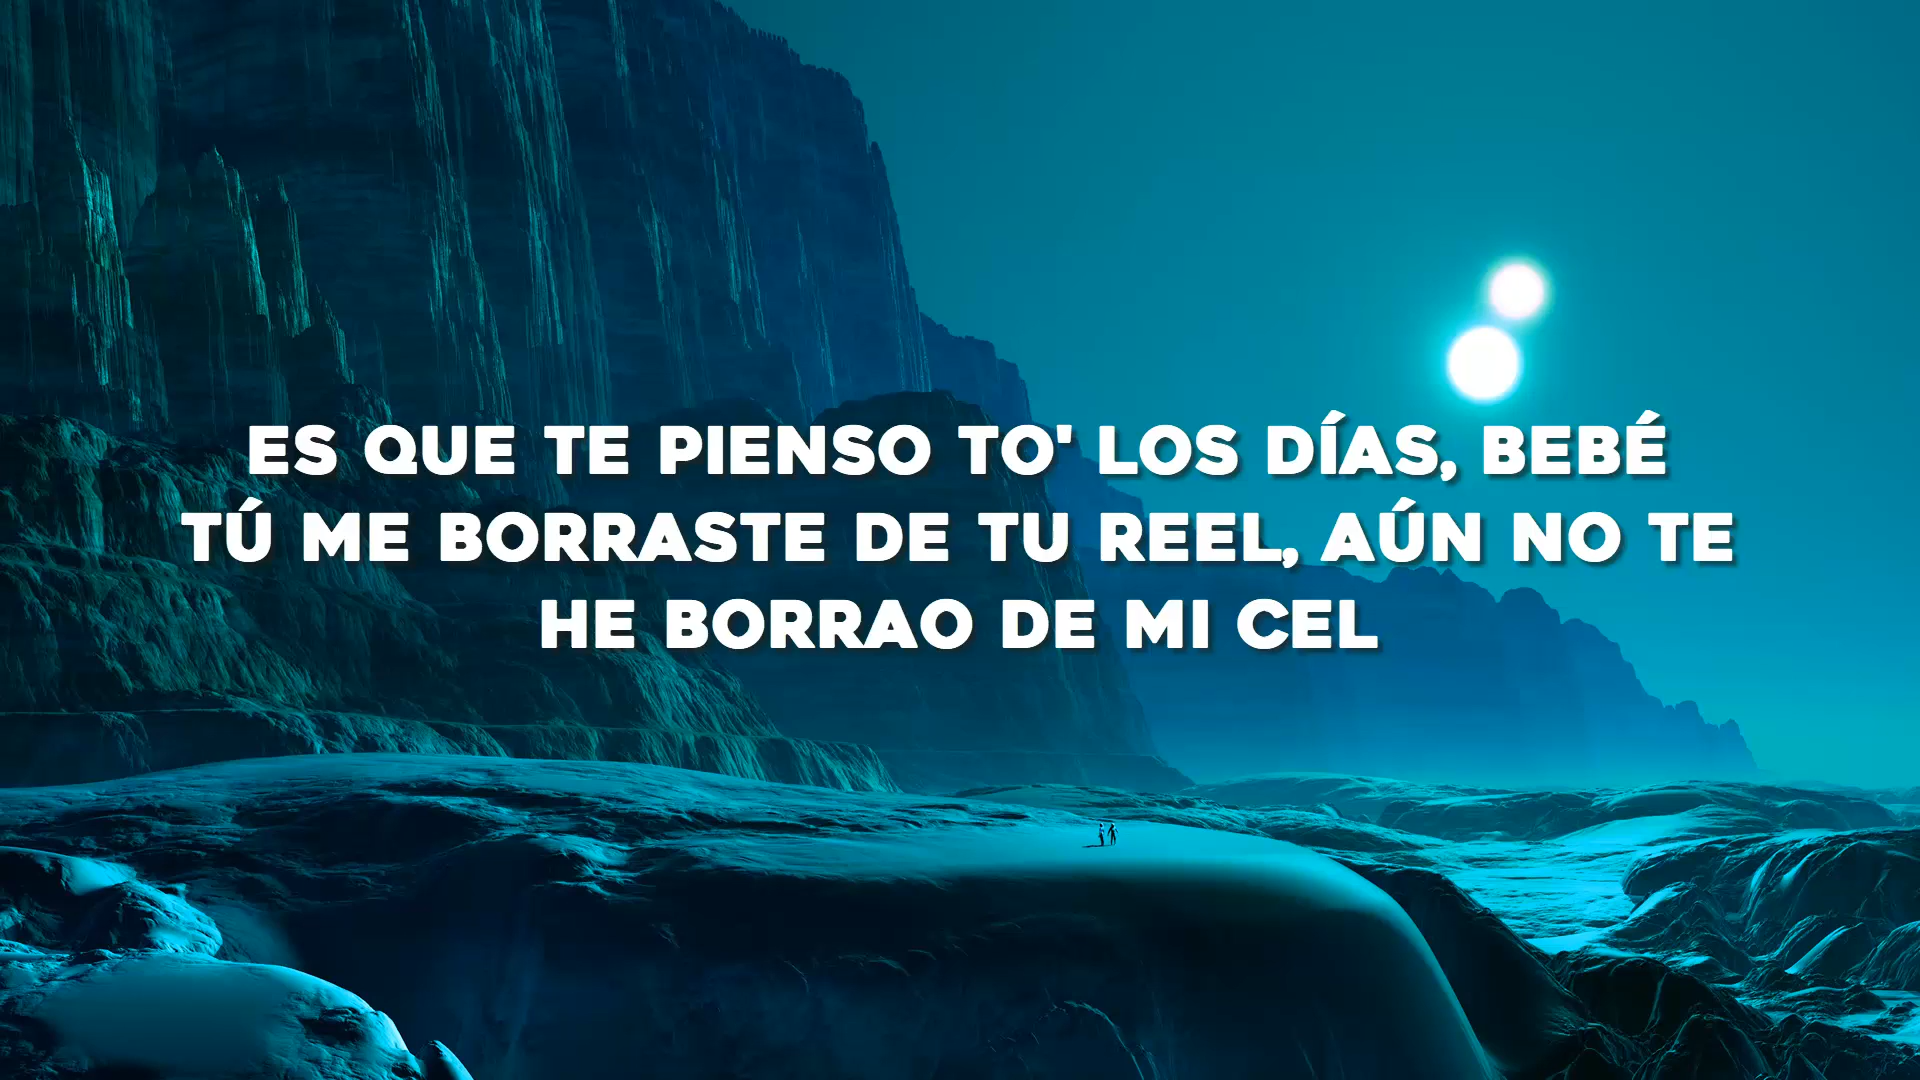 ES QUE TE PIENSO TO' LOS DÍAS, BEBÉ
TÚ ME BORRASTE DE TU REEL, AÚN NO TE
HE BORRAO DE MI CEL